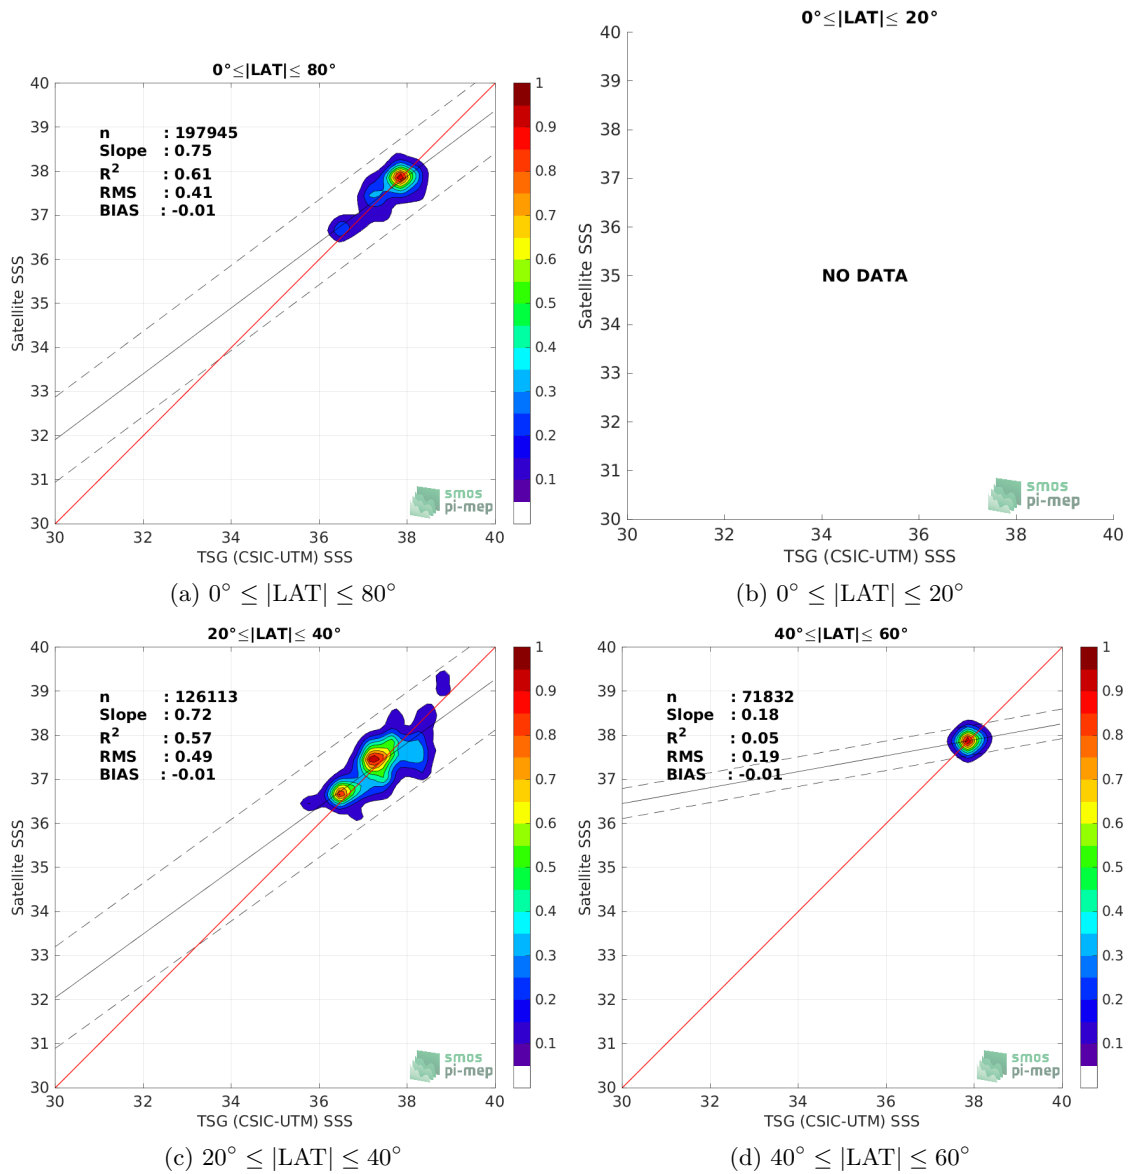 0°≤|LAT|≤ 80°
40
39
38
37
36
35
34
33
32
31
30
Satellite SSS
n : 197945
Slope : 0.75
R² : 0.61
RMS : 0.41
BIAS : -0.01
smos
pi-mep
30 32 34 36 38 40
TSG (CSIC-UTM) SSS
1
0.9
0.8
0.7
0.6
0.5
0.4
0.3
0.2
0.1
(a) 0° ≤ |LAT| ≤ 80°
0°≤|LAT|≤ 20°
40
39
38
37
36
35
34
33
32
31
30
Satellite SSS
NO DATA
smos
pi-mep
30 32 34 36 38 40
TSG (CSIC-UTM) SSS
(b) 0° ≤ |LAT| ≤ 20°
20°≤|LAT|≤ 40°
40
39
38
37
36
35
34
33
32
31
30
Satellite SSS
n : 126113
Slope : 0.72
R² : 0.57
RMS : 0.49
BIAS : -0.01
smos
pi-mep
30 32 34 36 38 40
TSG (CSIC-UTM) SSS
1
0.9
0.8
0.7
0.6
0.5
0.4
0.3
0.2
0.1
(c) 20° ≤ |LAT| ≤ 40°
40°≤|LAT|≤ 60°
40
39
38
37
36
35
34
33
32
31
30
Satellite SSS
n : 71832
Slope : 0.18
R² : 0.05
RMS : 0.19
BIAS : -0.01
smos
pi-mep
30 32 34 36 38 40
TSG (CSIC-UTM) SSS
1
0.9
0.8
0.7
0.6
0.5
0.4
0.3
0.2
0.1
(d) 40° ≤ |LAT| ≤ 60°